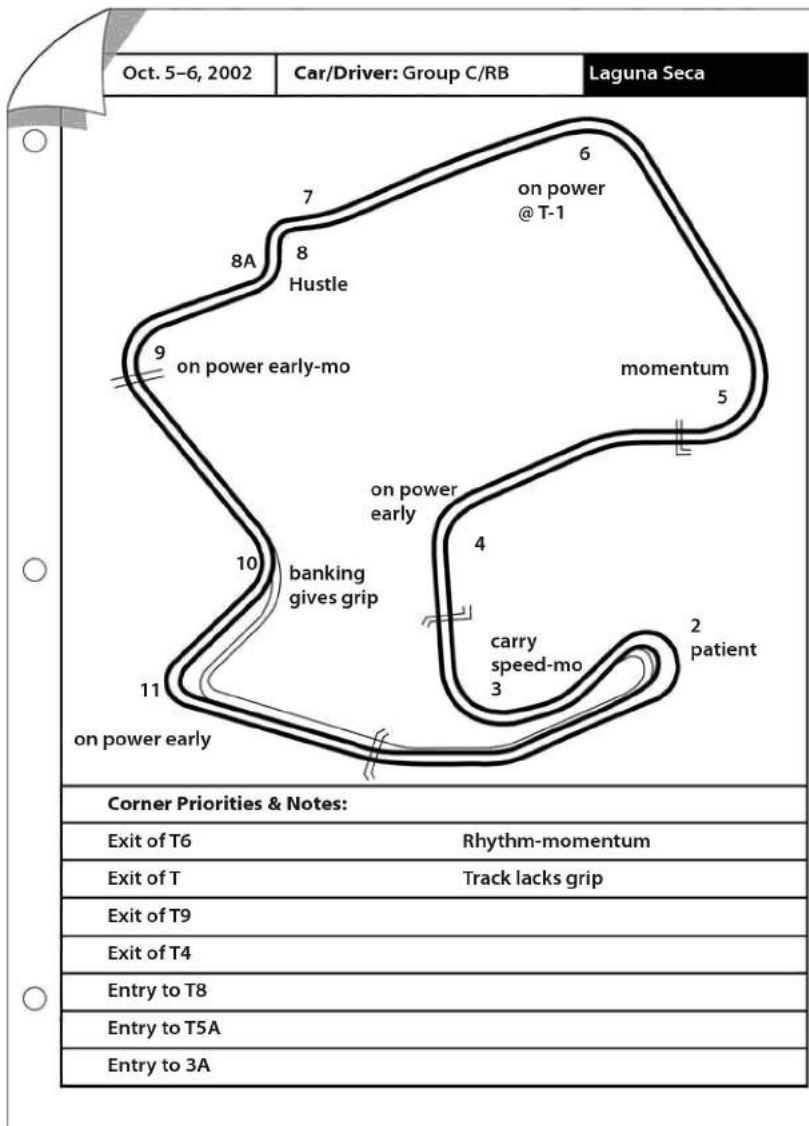 Oct. 5–6, 2002 Car/Driver: Group C/RB Laguna Seca
6
on power
@ T-1
7
8A
8
Hustle
9
on power early-mo
momentum
5
on power
early
4
10
banking
gives grip
2
patient
carry
speed-mo
3
11
on power early
Corner Priorities & Notes:
Exit of T6 Rhythm-momentum
Exit of T Track lacks grip
Exit of T9
Exit of T4
Entry to T8
Entry to T5A
Entry to 3A